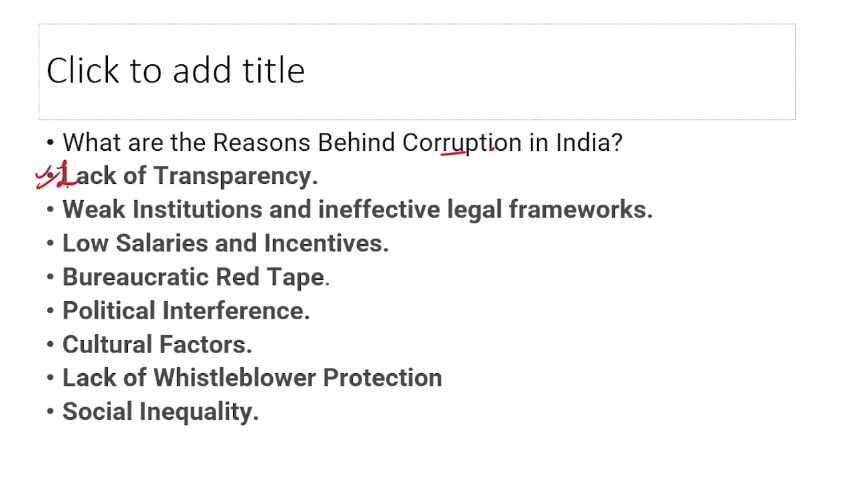 Click to add title
• What are the Reasons Behind Corruption in India?
• Lack of Transparency.
• Weak Institutions and ineffective legal frameworks.
• Low Salaries and Incentives.
• Bureaucratic Red Tape.
• Political Interference.
• Cultural Factors.
• Lack of Whistleblower Protection
• Social Inequality.